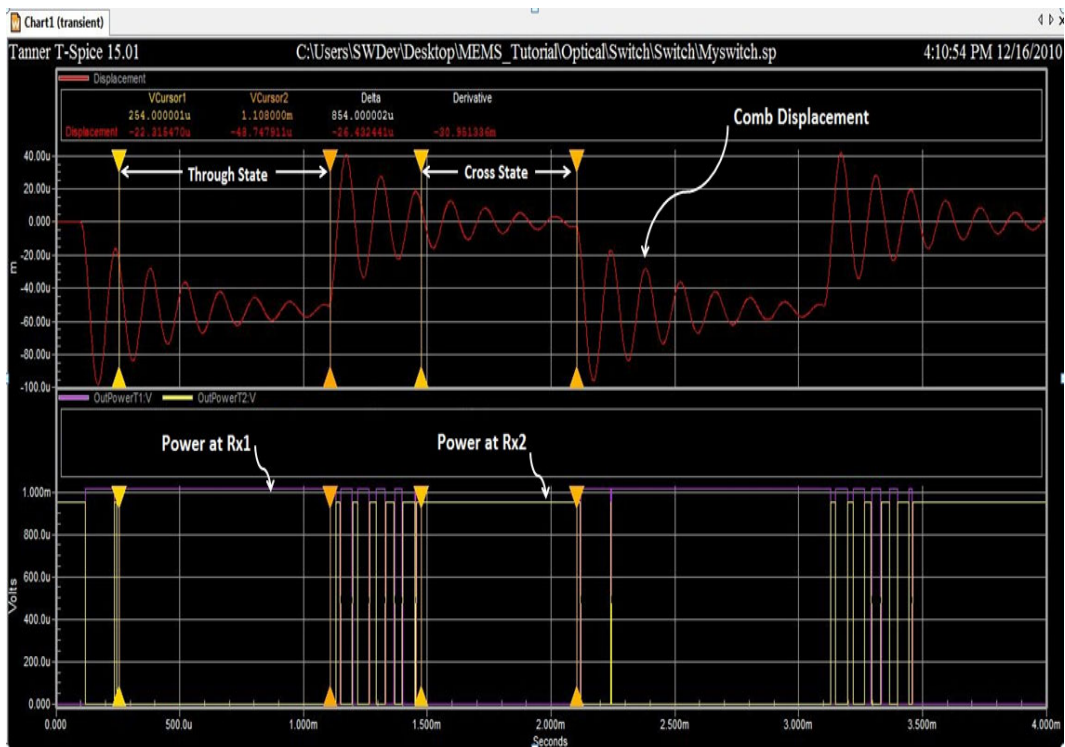 Chart1 (transient)
Tanner T-Spice 15.01 C:\Users\SWDev\Desktop\MEMS_Tutorial\Optical\Switch\Switch\Myswitch.sp 4:10:54 PM 12/16/2010
Displacement
VCursor1 VCursor2 Delta Derivative
254.000001u 1.108000m 854.000002u
Displacement -22.315470u -48.747911u -26.432441u -30.951336m
Comb Displacement
Through State
Cross State
40.00u
20.00u
0.000
-20.00u
-40.00u
-60.00u
-80.00u
-100.0u
m
OutPowerT1:V OutPowerT2:V
Power at Rx1
Power at Rx2
1.000m
800.0u
600.0u
400.0u
200.0u
0.000
Volts
0.000 500.0u 1.000m 1.500m 2.000m 2.500m 3.000m 3.500m 4.000m
Seconds